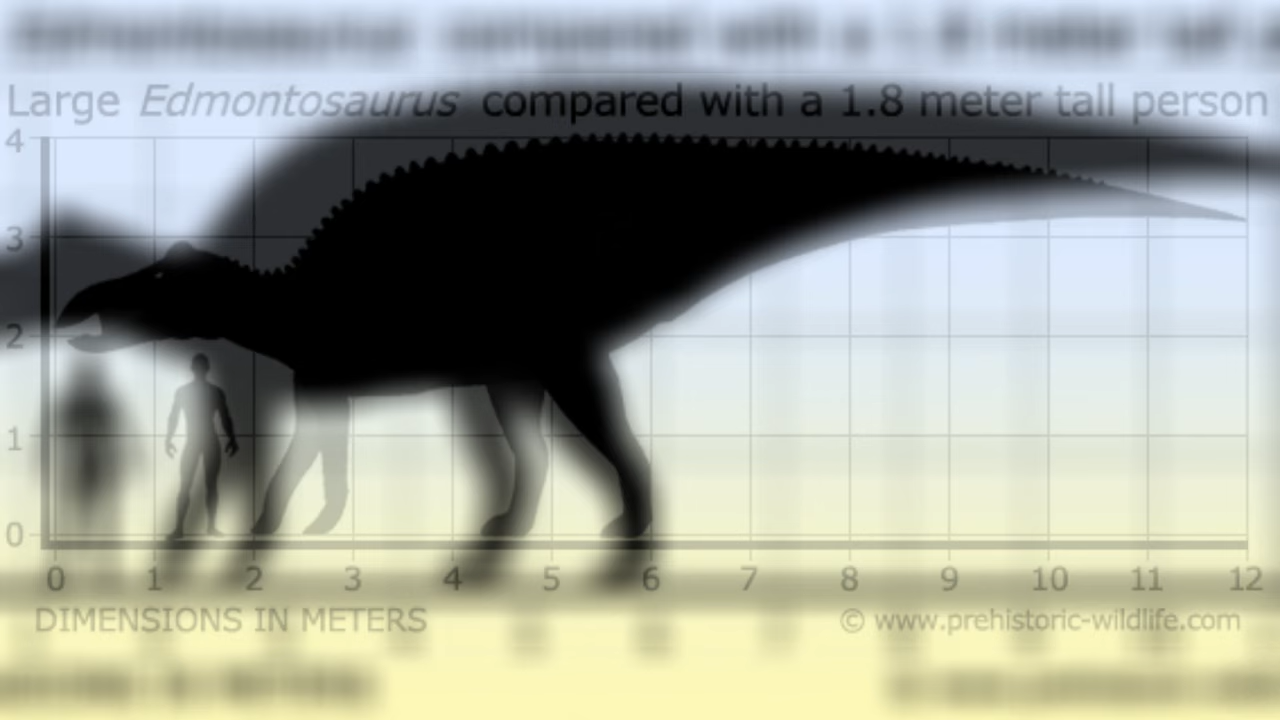 Large Edmontosaurus compared with a 1.8 meter tall person
4
3
2
1
0
0 1 2 3 4 5 6 7 8 9 10 11 12
DIMENSIONS IN METERS © www.prehistoric-wildlife.com